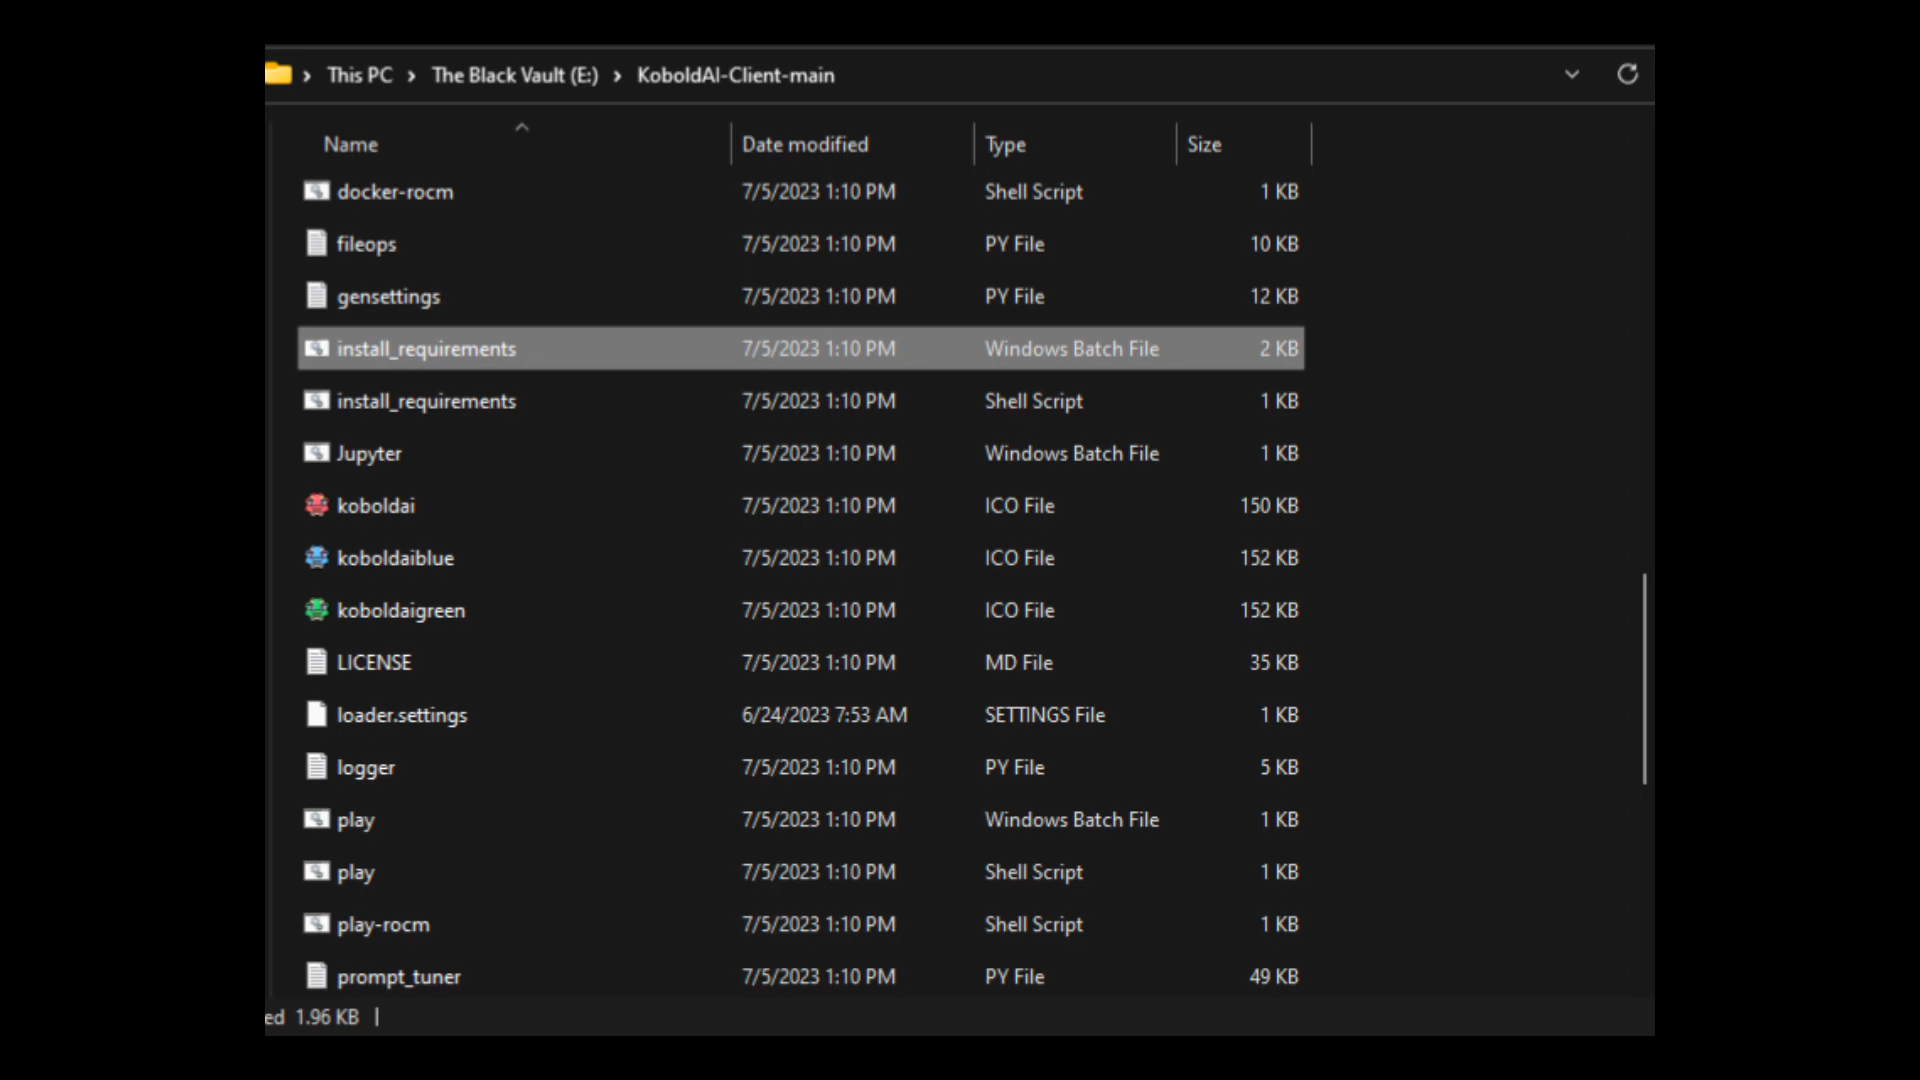 This PC > The Black Vault (E:) > KoboldAI-Client-main
Name Date modified Type Size
docker-rocm 7/5/2023 1:10 PM Shell Script 1 KB
fileops 7/5/2023 1:10 PM PY File 10 KB
gensettings 7/5/2023 1:10 PM PY File 12 KB
install_requirements 7/5/2023 1:10 PM Windows Batch File 2 KB
install_requirements 7/5/2023 1:10 PM Shell Script 1 KB
Jupyter 7/5/2023 1:10 PM Windows Batch File 1 KB
koboldai 7/5/2023 1:10 PM ICO File 150 KB
koboldaiblue 7/5/2023 1:10 PM ICO File 152 KB
koboldaigreen 7/5/2023 1:10 PM ICO File 152 KB
LICENSE 7/5/2023 1:10 PM MD File 35 KB
loader.settings 6/24/2023 7:53 AM SETTINGS File 1 KB
logger 7/5/2023 1:10 PM PY File 5 KB
play 7/5/2023 1:10 PM Windows Batch File 1 KB
play 7/5/2023 1:10 PM Shell Script 1 KB
play-rocm 7/5/2023 1:10 PM Shell Script 1 KB
prompt_tuner 7/5/2023 1:10 PM PY File 49 KB
ed 1.96 KB |